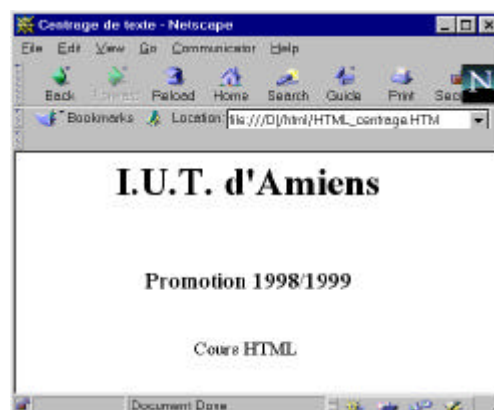 Centrage de texte - Netscape
File Edit View Go Communicator Help
Back Forward Reload Home Search Guide Print Sec
N
Bookmarks Location: file:///D|/html/HTML_centrage.HTM
I.U.T. d'Amiens
Promotion 1998/1999
Cours HTML
Document Done